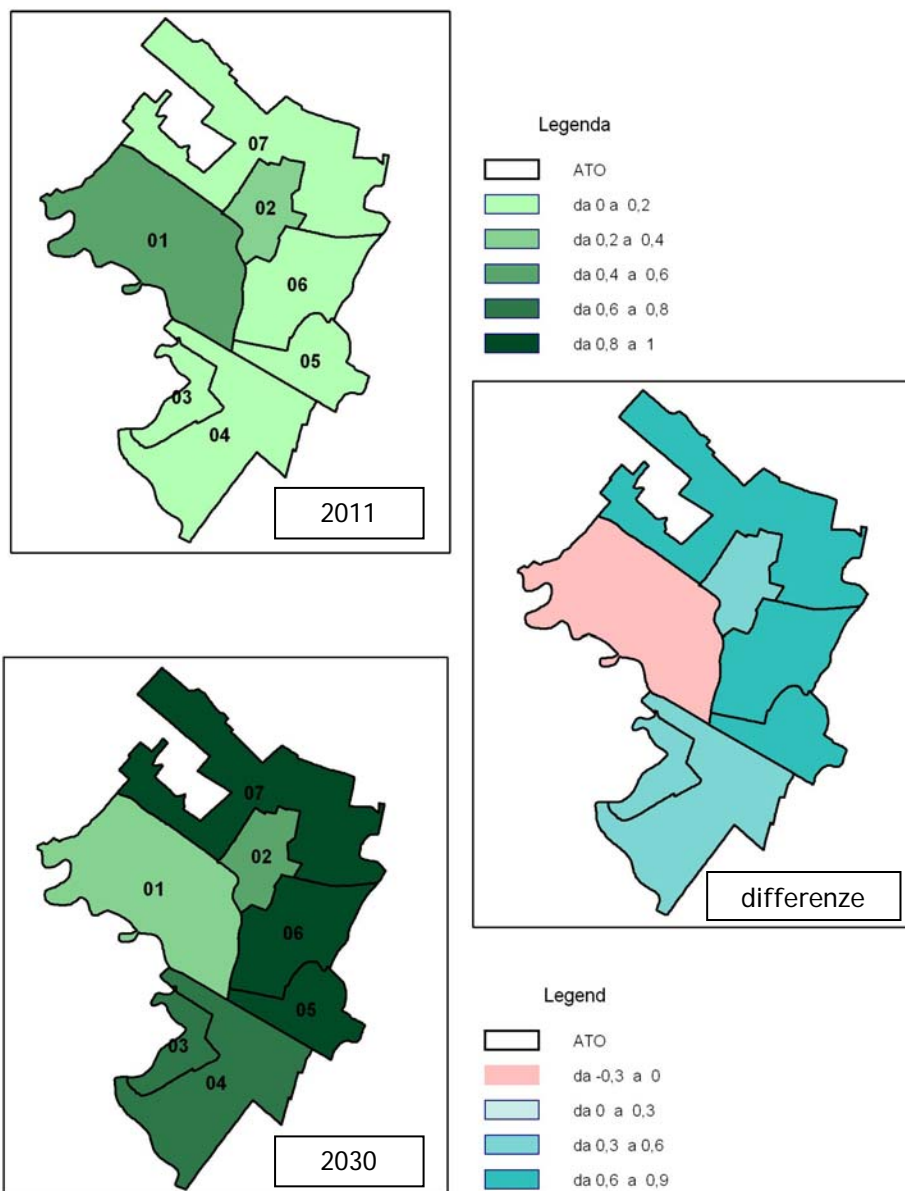 07
02
01
06
05
03
04
2011
Legenda
ATO
da 0 a 0,2
da 0,2 a 0,4
da 0,4 a 0,6
da 0,6 a 0,8
da 0,8 a 1
differenze
07
02
01
06
05
03
04
2030
Legend
ATO
da -0,3 a 0
da 0 a 0,3
da 0,3 a 0,6
da 0,6 a 0,9